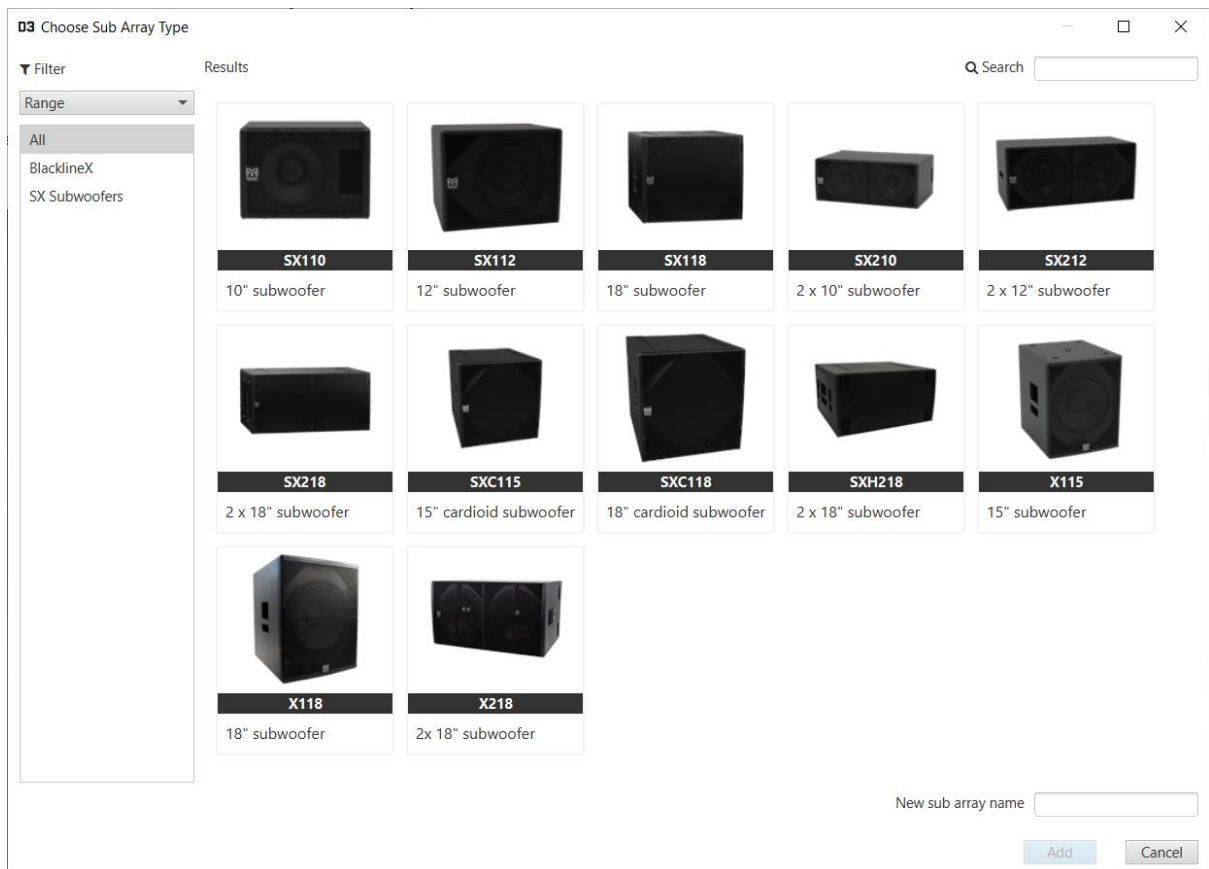 D3 Choose Sub Array Type
Filter
Results
Search
Range
All
BlacklineX
SX Subwoofers
SX110
10" subwoofer
SX112
12" subwoofer
SX118
18" subwoofer
SX210
2 x 10" subwoofer
SX212
2 x 12" subwoofer
SX218
2 x 18" subwoofer
SXC115
15" cardioid subwoofer
SXC118
18" cardioid subwoofer
SXH218
2 x 18" subwoofer
X115
15" subwoofer
X118
18" subwoofer
X218
2x 18" subwoofer
New sub array name
Add
Cancel